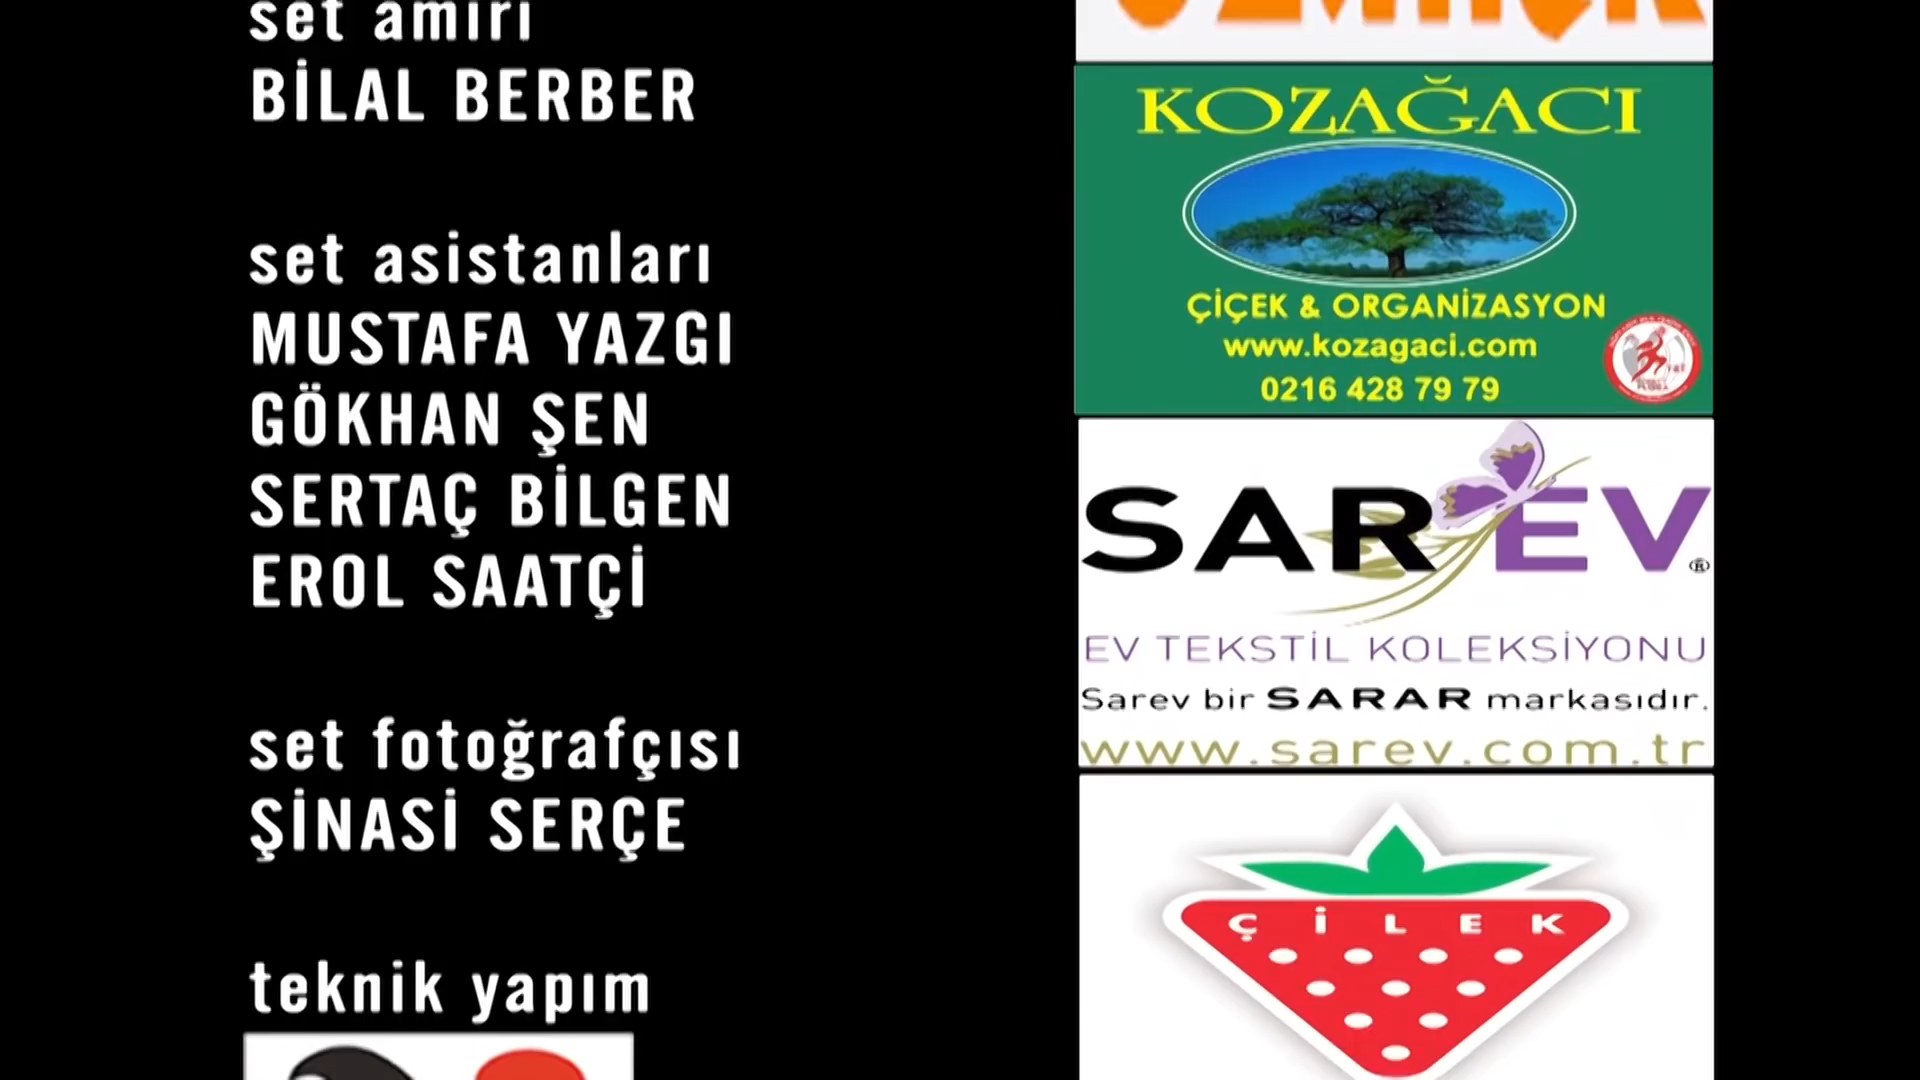 set amiri
BİLAL BERBER
set asistanları
MUSTAFA YAZGI
GÖKHAN ŞEN
SERTAÇ BİLGEN
EROL SAATÇİ
set fotoğrafçısı
ŞİNASİ SERÇE
teknik yapım
KOZAĞACI
ÇİÇEK & ORGANİZASYON
www.kozagaci.com
0216 428 79 79
SAREV®
EV TEKSTİL KOLEKSİYONU
Sarev bir SARAR markasıdır.
www.sarev.com.tr
ÇİLEK